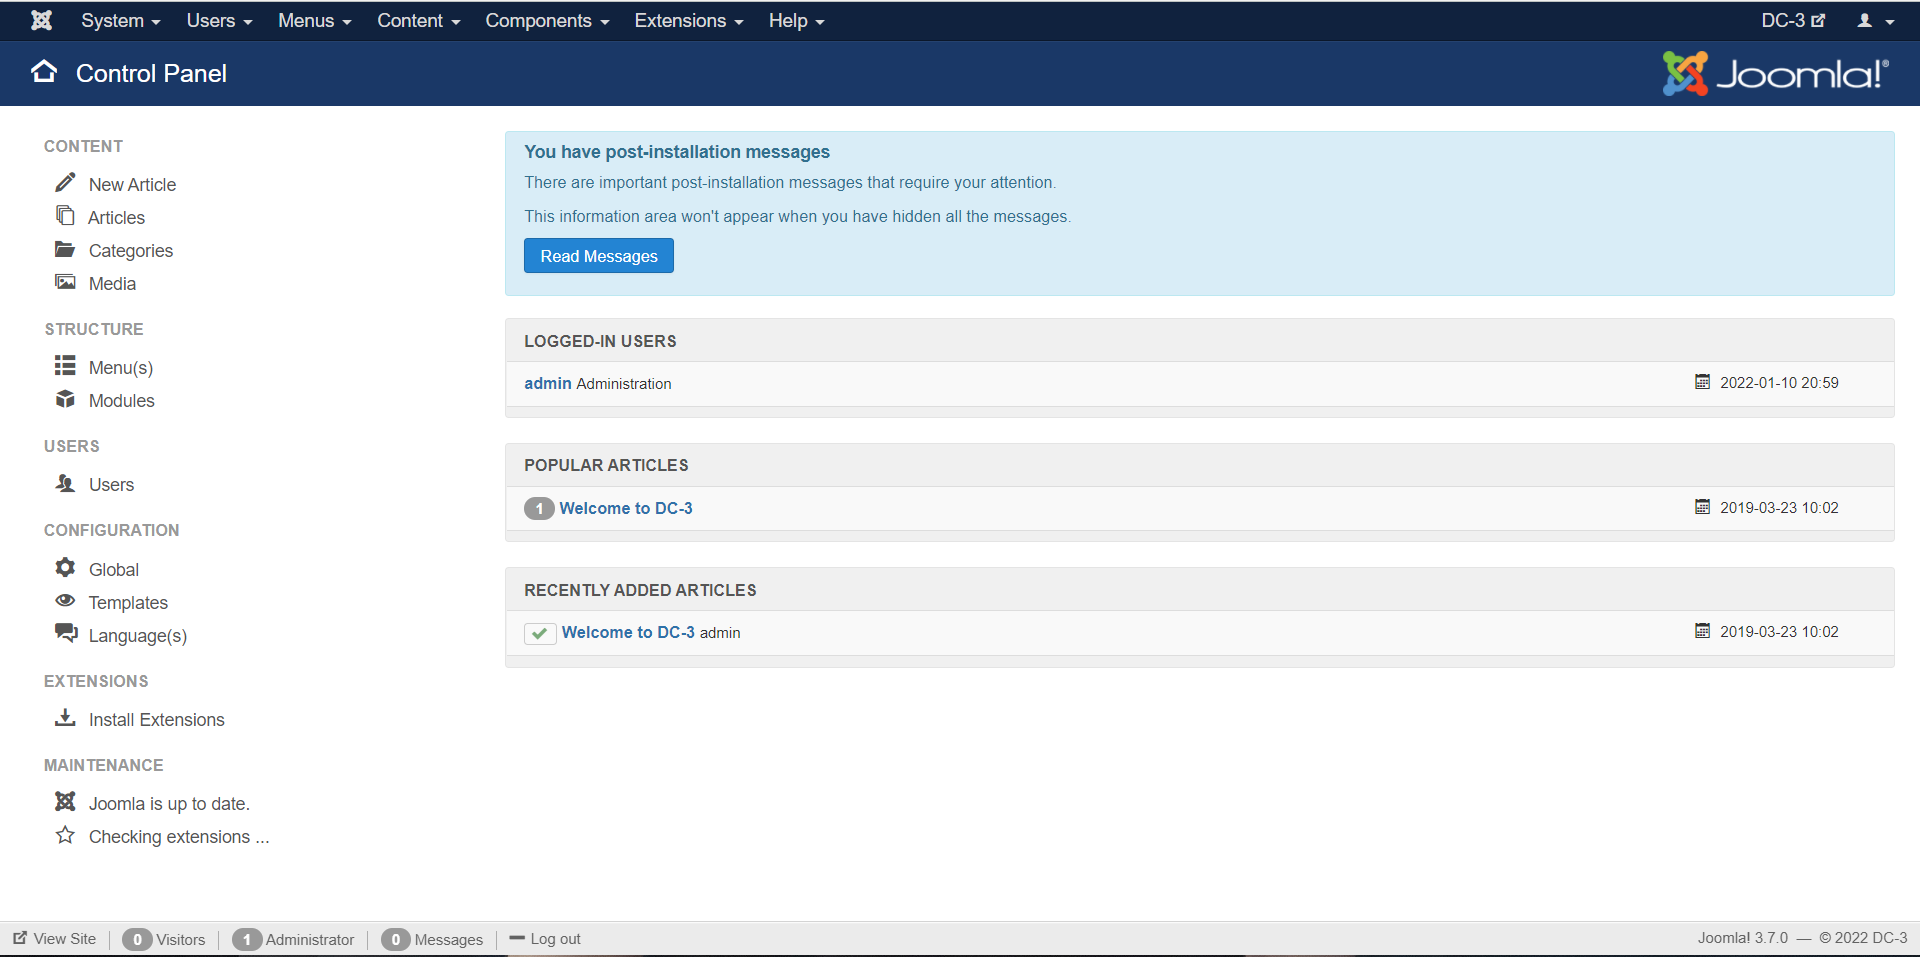 System Users Menus Content Components Extensions Help DC-3
Control Panel Joomla!®
CONTENT
New Article
Articles
Categories
Media
STRUCTURE
Menu(s)
Modules
USERS
Users
CONFIGURATION
Global
Templates
Language(s)
EXTENSIONS
Install Extensions
MAINTENANCE
Joomla is up to date.
Checking extensions ...
You have post-installation messages
There are important post-installation messages that require your attention.
This information area won't appear when you have hidden all the messages.
Read Messages
LOGGED-IN USERS
admin Administration 2022-01-10 20:59
POPULAR ARTICLES
1 Welcome to DC-3 2019-03-23 10:02
RECENTLY ADDED ARTICLES
Welcome to DC-3 admin 2019-03-23 10:02
View Site 0 Visitors 1 Administrator 0 Messages Log out Joomla! 3.7.0 — © 2022 DC-3